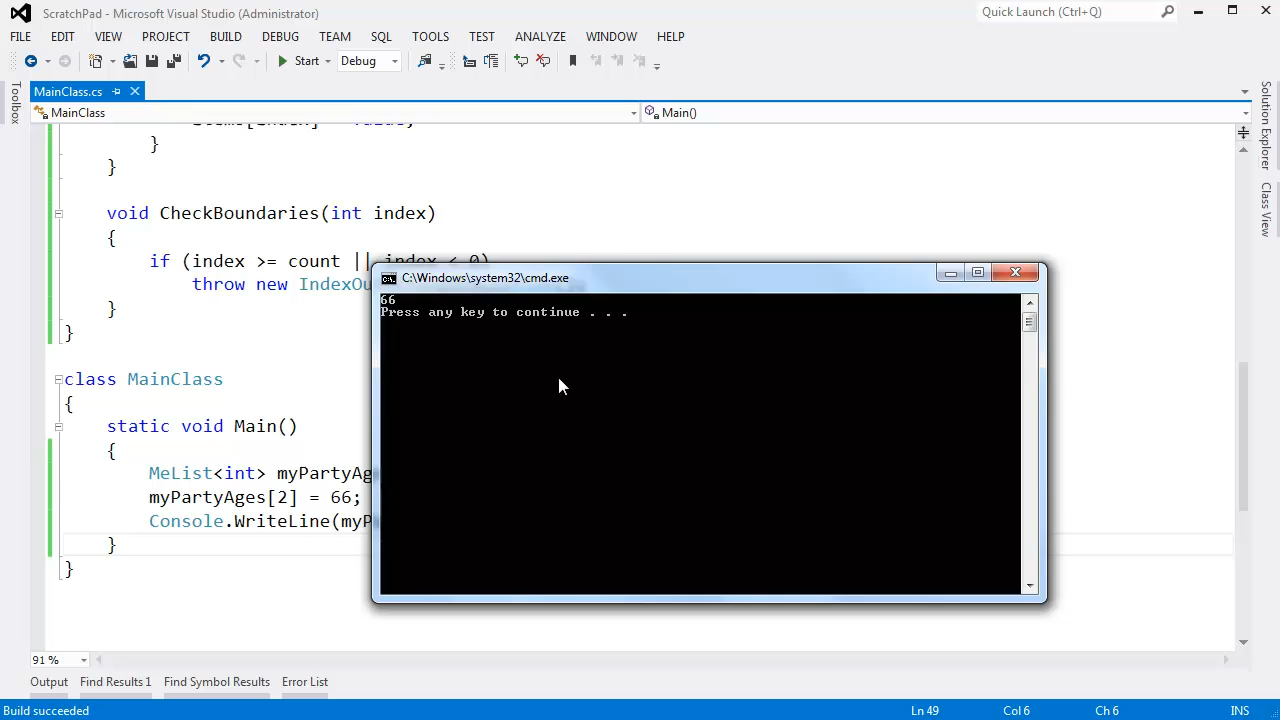 ScratchPad - Microsoft Visual Studio (Administrator)
Quick Launch (Ctrl+Q)
FILE EDIT VIEW PROJECT BUILD DEBUG TEAM SQL TOOLS TEST ANALYZE WINDOW HELP
Start Debug
Toolbox
MainClass.cs
MainClass
Main()
Solution Explorer
Class View
}
}
void CheckBoundaries(int index)
{
if (index >= count || index < 0)
throw new IndexOu
}
}
class MainClass
{
static void Main()
{
MeList<int> myPartyAg
myPartyAges[2] = 66;
Console.WriteLine(myP
}
}
C:\Windows\system32\cmd.exe
66
Press any key to continue . . .
91 %
Output Find Results 1 Find Symbol Results Error List
Build succeeded Ln 49 Col 6 Ch 6 INS